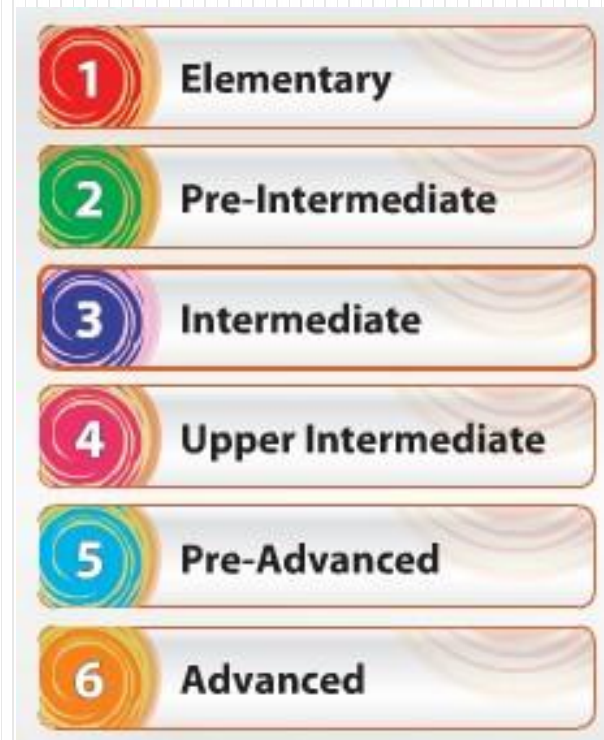 1 Elementary
2 Pre-Intermediate
3 Intermediate
4 Upper Intermediate
5 Pre-Advanced
6 Advanced